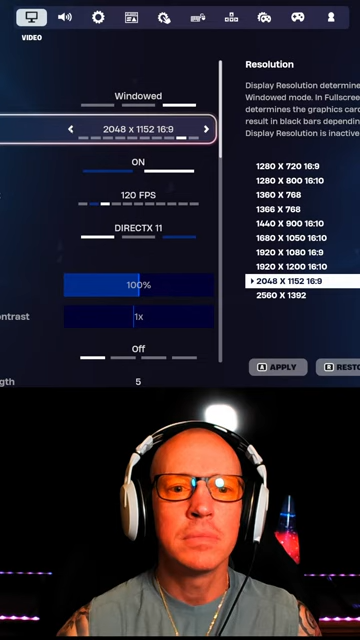 VIDEO
Windowed
2048 X 1152 16:9
ON
120 FPS
DIRECTX 11
100%
ontrast
1x
Off
gth
5
Resolution
Display Resolution determine
Windowed mode. In Fullscree
determines the graphics card
result in black bars dependin
Display Resolution is inactive
1280 X 720 16:9
1280 X 800 16:10
1360 X 768
1366 X 768
1440 X 900 16:10
1680 X 1050 16:10
1920 X 1080 16:9
1920 X 1200 16:10
2048 X 1152 16:9
2560 X 1392
A APPLY
R RESTO